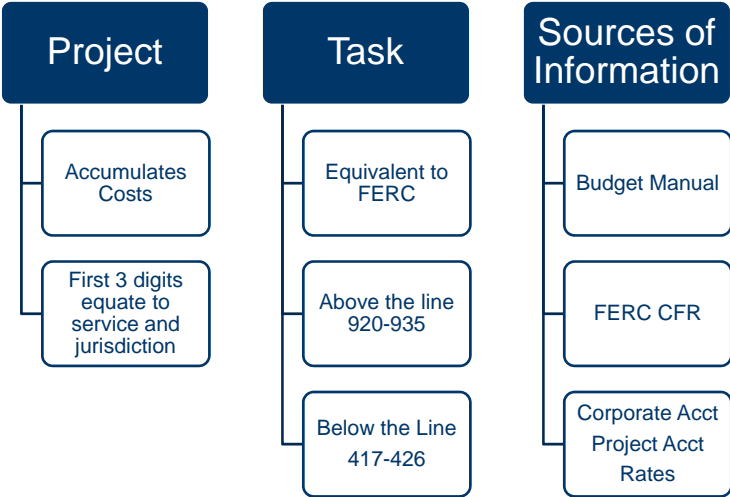 Project
Accumulates
Costs
First 3 digits
equate to
service and
jurisdiction
Task
Equivalent to
FERC
Above the line
920-935
Below the Line
417-426
Sources of
Information
Budget Manual
FERC CFR
Corporate Acct
Project Acct
Rates